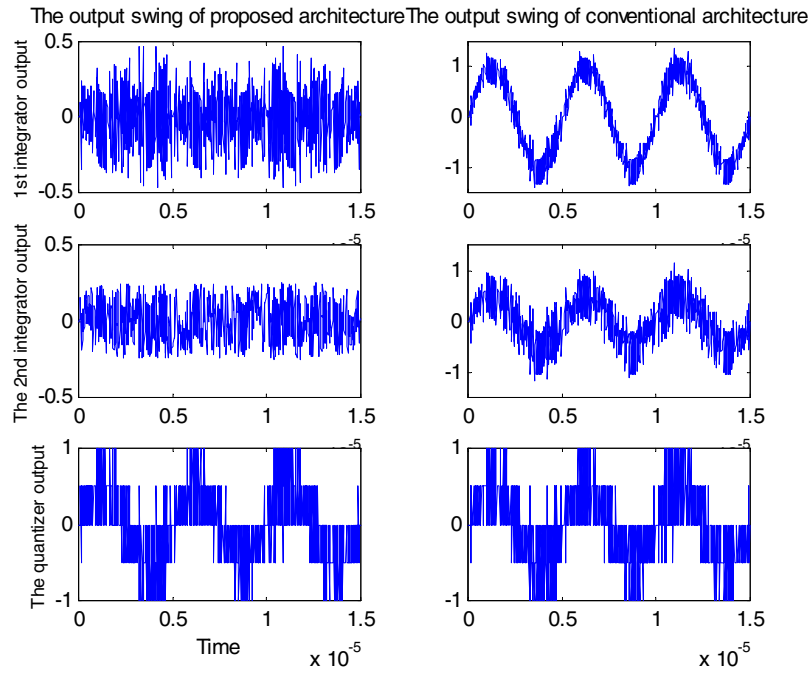 The output swing of proposed architecture
The output swing of conventional architecture
1st integrator output
0.5
0
-0.5
0 0.5 1 1.5
1
0
-1
0 0.5 1 1.5
The 2nd integrator output
0.5
0
-0.5
0 0.5 1 1.5
1
0
-1
0 0.5 1 1.5
The quantizer output
1
0
-1
0 0.5 1 1.5
Time
x 10^-5
1
0
-1
0 0.5 1 1.5
x 10^-5